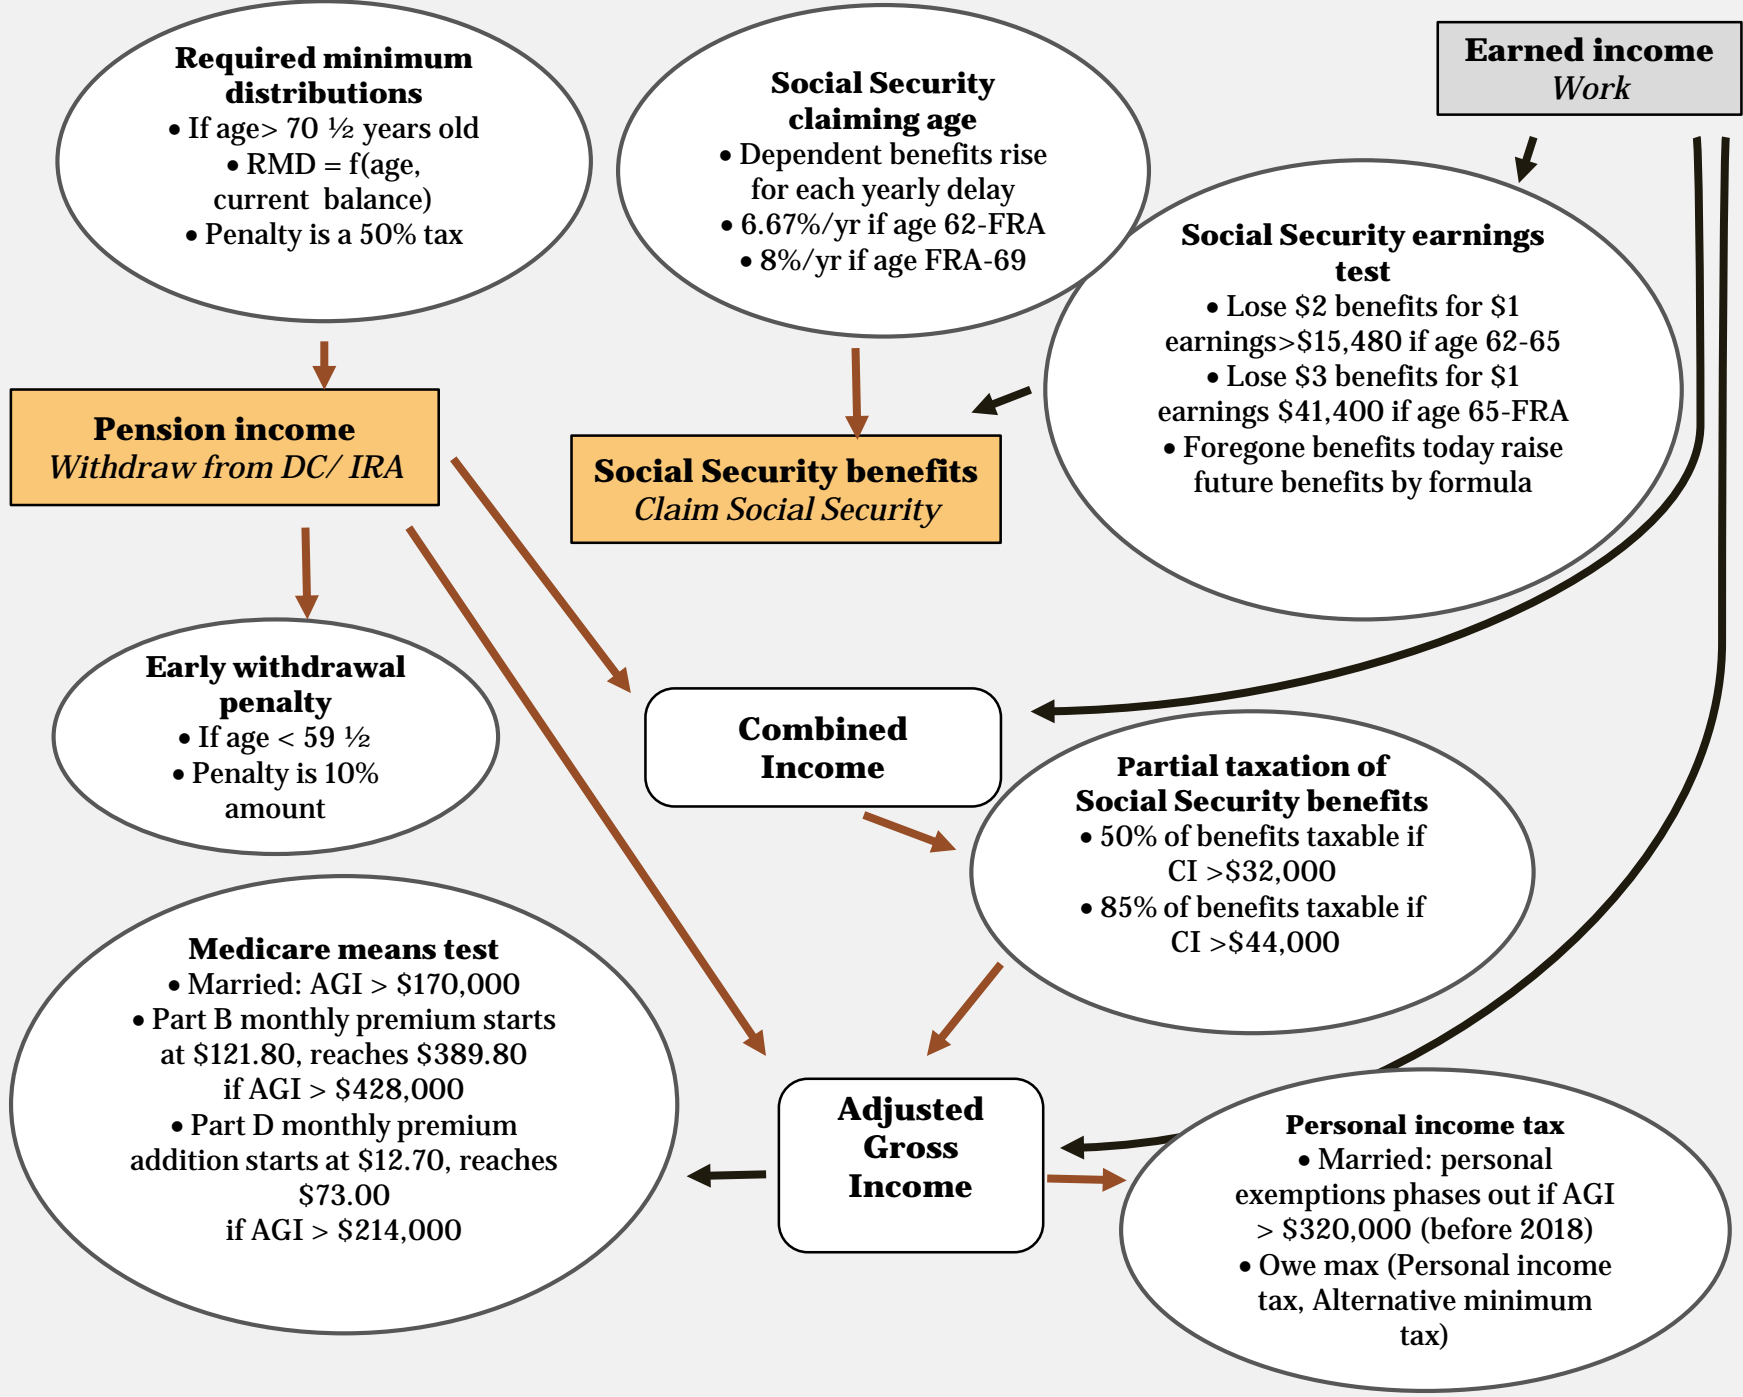 Required minimum
distributions
• If age> 70 ½ years old
• RMD = f(age,
current balance)
• Penalty is a 50% tax
Social Security
claiming age
• Dependent benefits rise
for each yearly delay
• 6.67%/yr if age 62-FRA
• 8%/yr if age FRA-69
Earned income
Work
Social Security earnings
test
• Lose $2 benefits for $1
earnings>$15,480 if age 62-65
• Lose $3 benefits for $1
earnings $41,400 if age 65-FRA
• Foregone benefits today raise
future benefits by formula
Pension income
Withdraw from DC/ IRA
Social Security benefits
Claim Social Security
Early withdrawal
penalty
• If age < 59 ½
• Penalty is 10%
amount
Combined
Income
Partial taxation of
Social Security benefits
• 50% of benefits taxable if
CI >$32,000
• 85% of benefits taxable if
CI >$44,000
Medicare means test
• Married: AGI > $170,000
• Part B monthly premium starts
at $121.80, reaches $389.80
if AGI > $428,000
• Part D monthly premium
addition starts at $12.70, reaches
$73.00
if AGI > $214,000
Adjusted
Gross
Income
Personal income tax
• Married: personal
exemptions phases out if AGI
> $320,000 (before 2018)
• Owe max (Personal income
tax, Alternative minimum
tax)